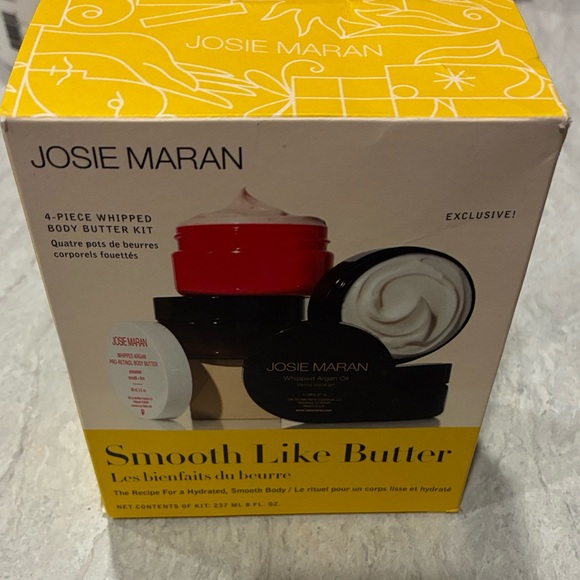 JOSIE MARAN
JOSIE MARAN
4-PIECE WHIPPED
BODY BUTTER KIT
Quatre pots de beurres
corporels fouettés
EXCLUSIVE!
JOSIE MARAN
WHIPPED ARGAN
PRO-RETINOL BODY BUTTER
JOSIE MARAN
Whipped Argan Oil
Smooth Like Butter
Les bienfaits du beurre
The Recipe For a Hydrated, Smooth Body / Le rituel pour un corps lisse et hydraté
NET CONTENTS OF KIT: 237 ML 8 FL. OZ.